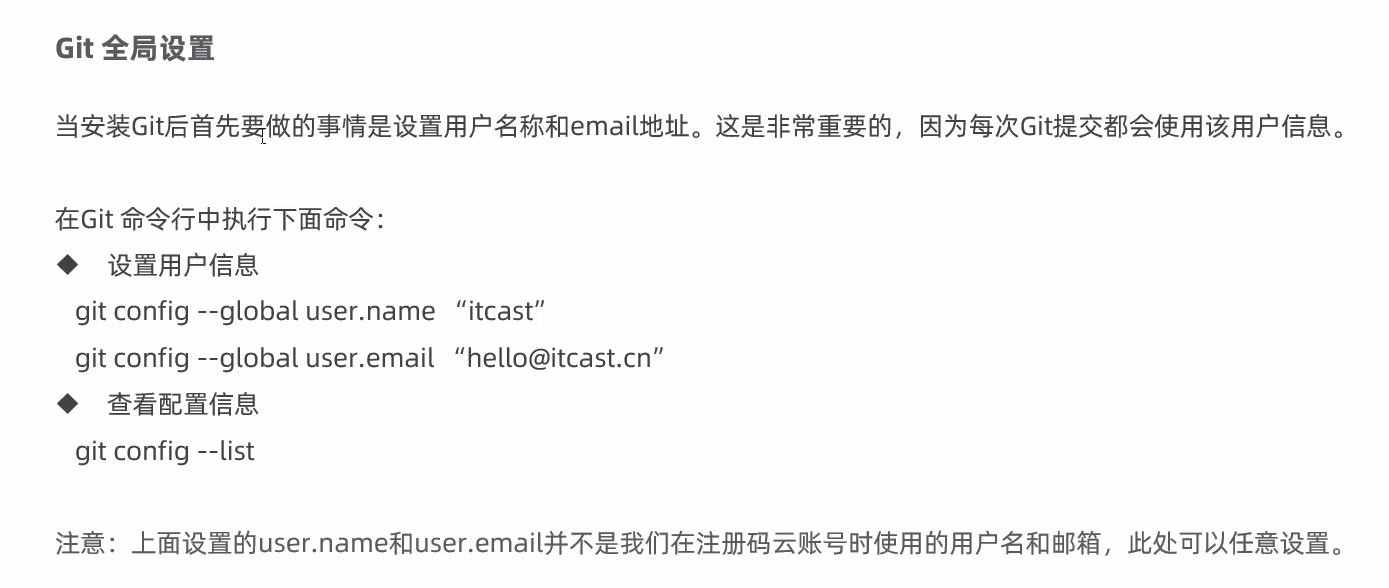 Git 全局设置
当安装Git后首先要做的事情是设置用户名称和email地址。这是非常重要的，因为每次Git提交都会使用该用户信息。
在Git 命令行中执行下面命令：
◆ 设置用户信息
git config --global user.name “itcast”
git config --global user.email “hello@itcast.cn”
◆ 查看配置信息
git config --list
注意：上面设置的user.name和user.email并不是我们在注册码云账号时使用的用户名和邮箱，此处可以任意设置。